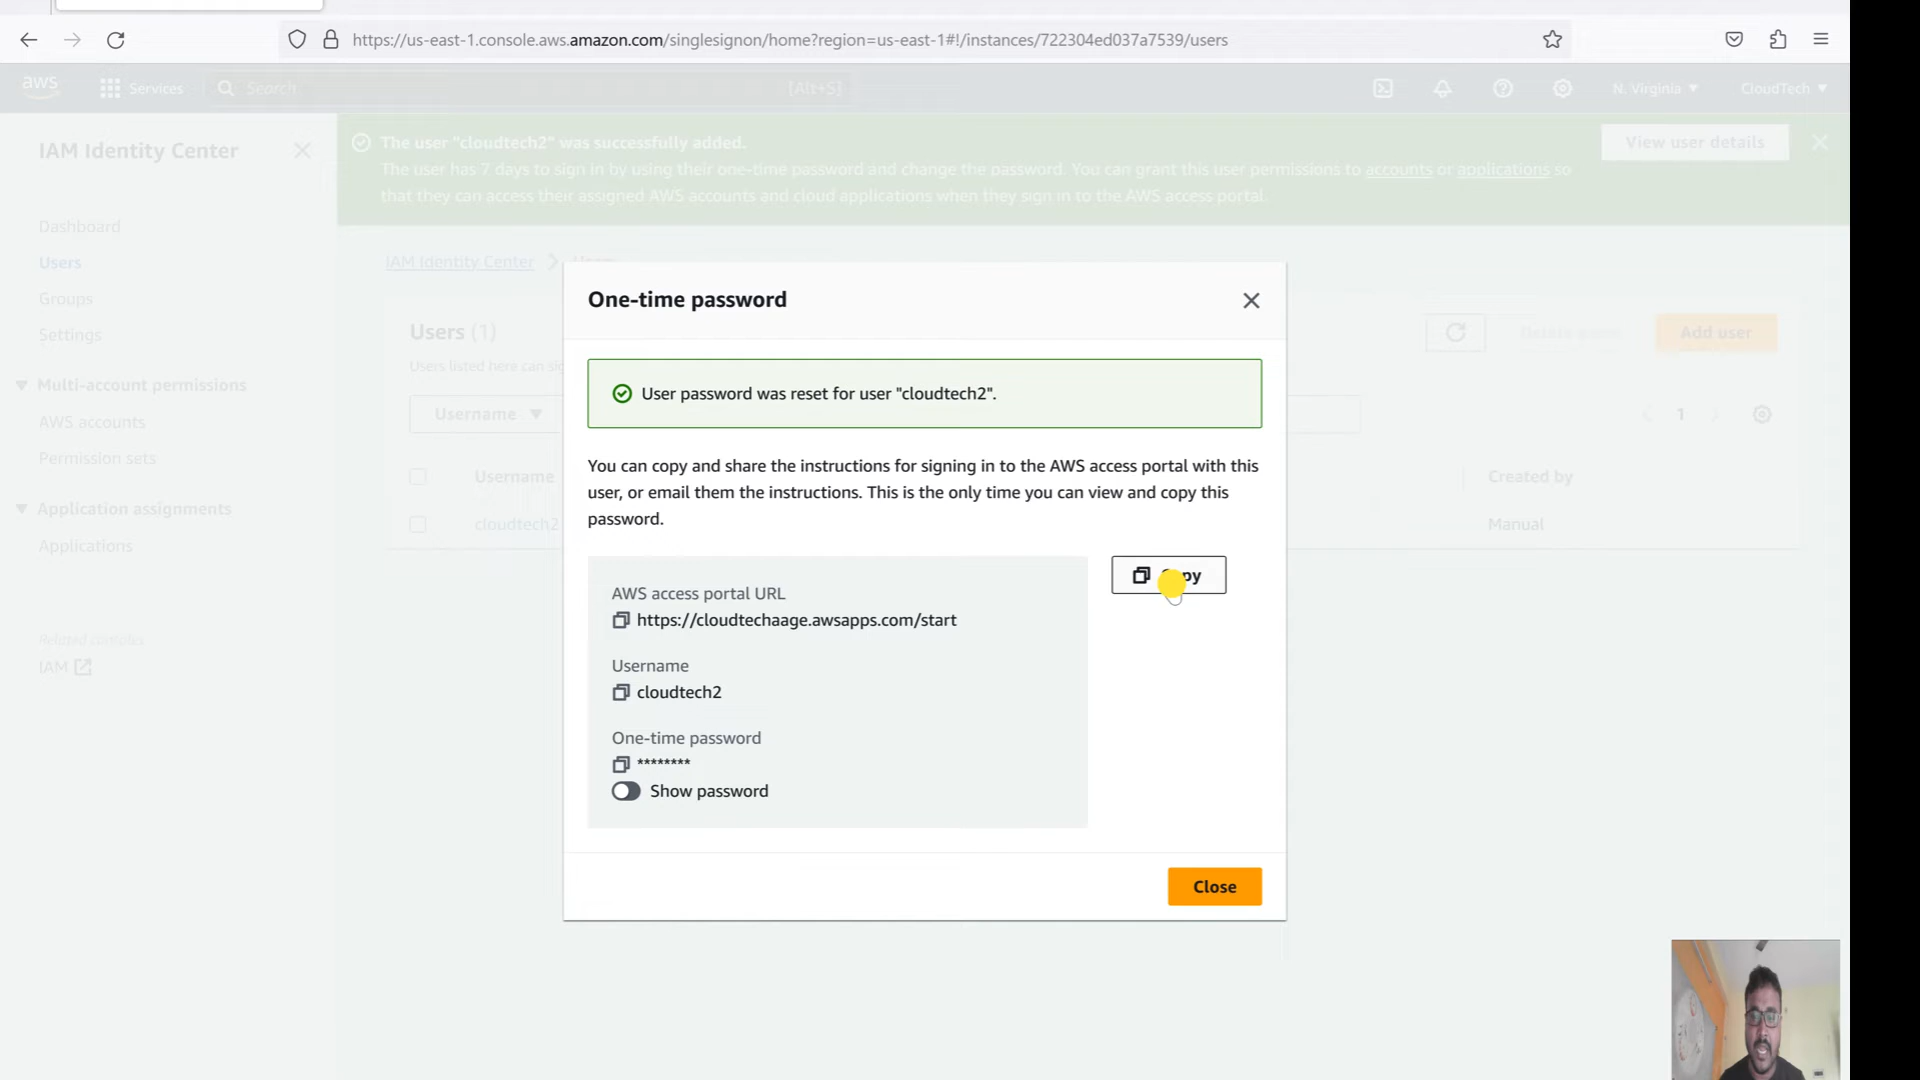 https://us-east-1.console.aws.amazon.com/singlesignon/home?region=us-east-1#!/instances/722304ed037a7539/users
aws
Services
Search
[Alt+S]
N. Virginia
CloudTech
IAM Identity Center
The user "cloudtech2" was successfully added.
The user has 7 days to sign in by using their one-time password and change the password. You can grant this user permissions to accounts or applications so
that they can access their assigned AWS accounts and cloud applications when they sign in to the AWS access portal.
View user details
Dashboard
Users
Groups
Settings
Multi-account permissions
AWS accounts
Permission sets
Application assignments
Applications
Related consoles
IAM
IAM Identity Center
Users (1)
Users listed here can
Add user
Username
1
Username
Created by
cloudtech2
Manual
One-time password
User password was reset for user "cloudtech2".
You can copy and share the instructions for signing in to the AWS access portal with this
user, or email them the instructions. This is the only time you can view and copy this
password.
AWS access portal URL
https://cloudtechaage.awsapps.com/start
Username
cloudtech2
One-time password
********
Show password
Close